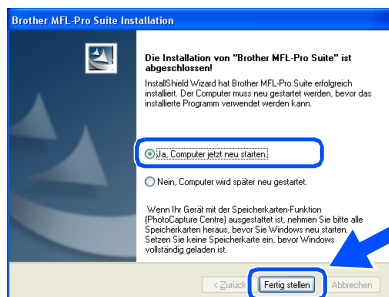 Brother MFL-Pro Suite Installation
Die Installation von "Brother MFL-Pro Suite" ist
abgeschlossen!
InstallShield Wizard hat Brother MFL-Pro Suite erfolgreich
installiert. Der Computer muss neu gestartet werden, bevor das
installierte Programm verwendet werden kann.
Ja, Computer jetzt neu starten.
Nein, Computer wird später neu gestartet.
Wenn Ihr Gerät mit der Speicherkarten-Funktion
(PhotoCapture Centre) ausgestattet ist, nehmen Sie bitte alle
Speicherkarten heraus, bevor Sie Windows neu starten.
Setzen Sie keine Speicherkarte ein, bevor Windows
vollständig geladen ist.
< Zurück
Fertig stellen
Abbrechen